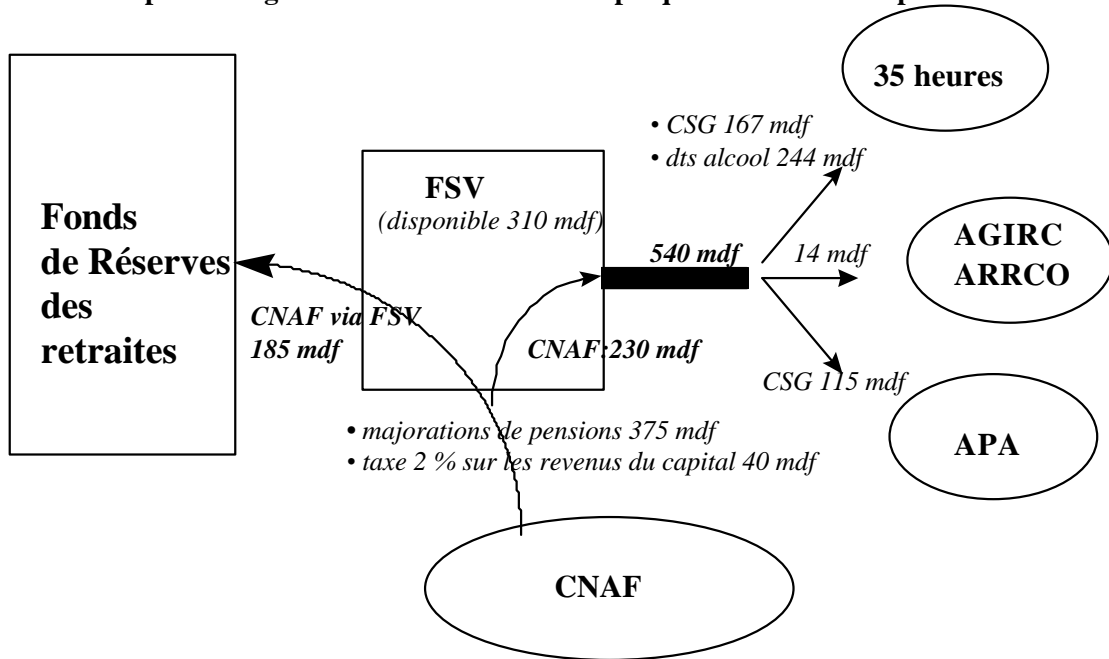 35 heures
• CSG 167 mdf
• dts alcool 244 mdf
FSV
(disponible 310 mdf)
Fonds
de Réserves
des
retraites
540 mdf
14 mdf
AGIRC
ARRCO
CNAF via FSV
185 mdf
CNAF:230 mdf
CSG 115 mdf
• majorations de pensions 375 mdf
• taxe 2 % sur les revenus du capital 40 mdf
APA
CNAF